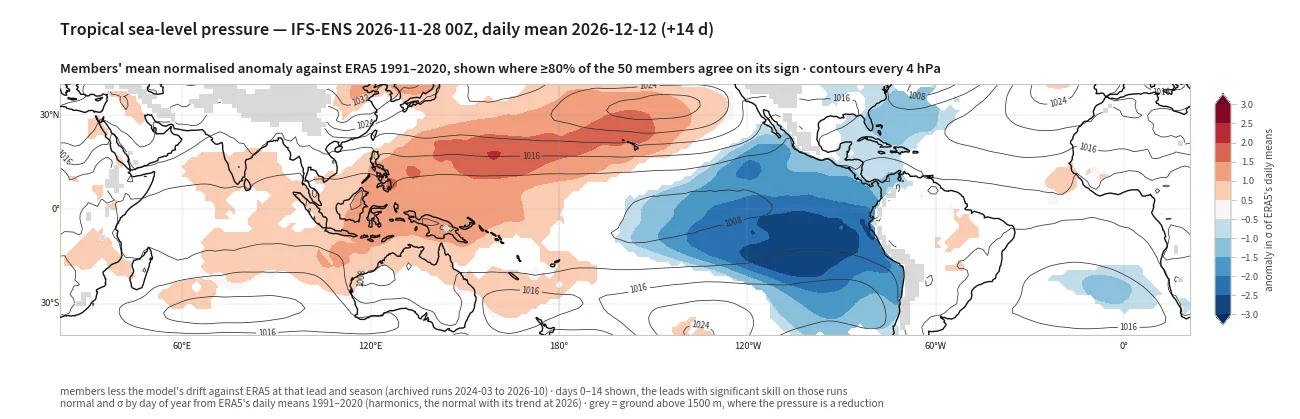 Tropical sea-level pressure — IFS-ENS 2026-11-28 00Z, daily mean 2026-12-12 (+14 d)
Members' mean normalised anomaly against ERA5 1991–2020, shown where ≥80% of the 50 members agree on its sign · contours every 4 hPa
30°N
0°
30°S
60°E
120°E
180°
120°W
60°W
0°
1032
1024
1016
1016
1024
1016
1008
1024
1016
1016
1008
1008
1016
1016
1016
1024
1016
3.0
2.5
2.0
1.5
1.0
0.5
−0.5
−1.0
−1.5
−2.0
−2.5
−3.0
anomaly in σ of ERA5's daily means
members less the model's drift against ERA5 at that lead and season (archived runs 2024-03 to 2026-10) · days 0–14 shown, the leads with significant skill on those runs
normal and σ by day of year from ERA5's daily means 1991–2020 (harmonics, the normal with its trend at 2026) · grey = ground above 1500 m, where the pressure is a reduction